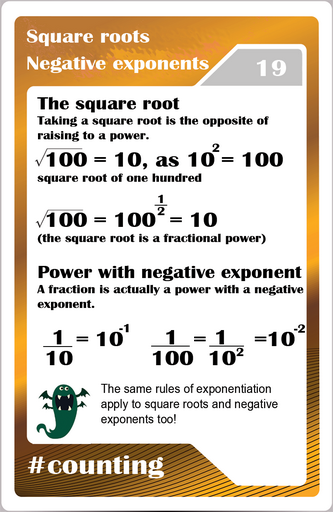 Square roots
Negative exponents
19
The square root
Taking a square root is the opposite of
raising to a power.
√100 = 10, as 10² = 100
square root of one hundred
√100 = 100^(1/2) = 10
(the square root is a fractional power)
Power with negative exponent
A fraction is actually a power with a negative
exponent.
1/10 = 10⁻¹  1/100 = 1/10² = 10⁻²
The same rules of exponentiation
apply to square roots and negative
exponents too!
#counting